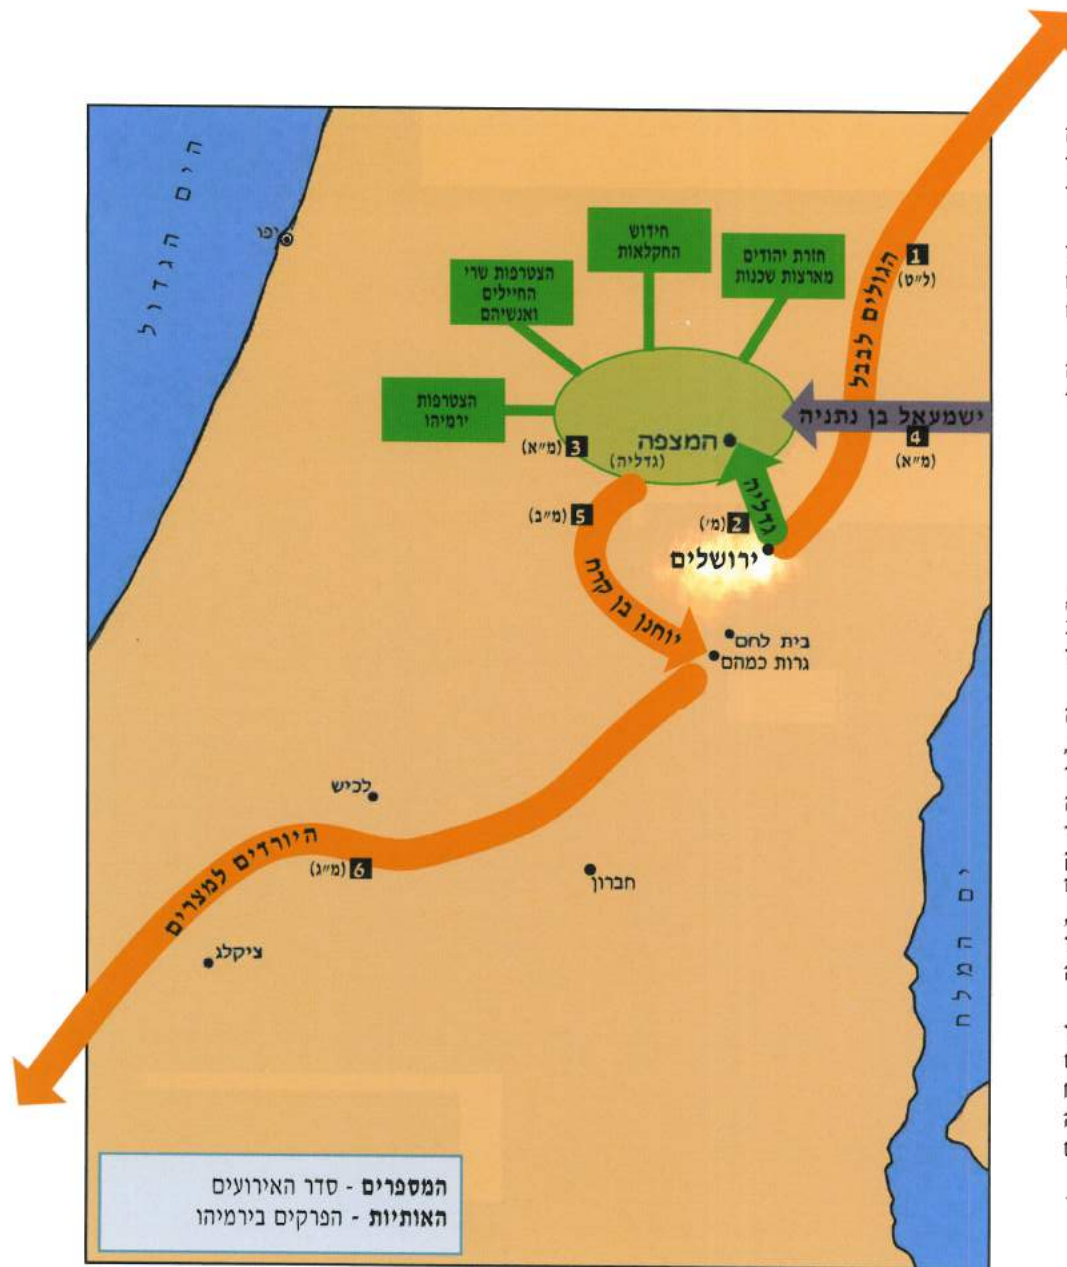 הים הגדול
יפו
חזרת יהודים
מארצות שכנות
חידוש
החקלאות
הצטרפות שרי
החיילים
ואנשיהם
הצטרפות
ירמיהו
1
(ל"ט)
הגולים לבבל
ישמעאל בן נתניה
4
(מ"א)
המצפה
(גדליה)
3 (מ"א)
גדליה
2 (מ')
ירושלים
5 (מ"ב)
יוחנן בן קרח
בית לחם
גרות כמהם
לכיש
היורדים למצרים
6 (מ"ג)
חברון
ציקלג
ים המלח
המספרים - סדר האירועים
האותיות - הפרקים בירמיהו